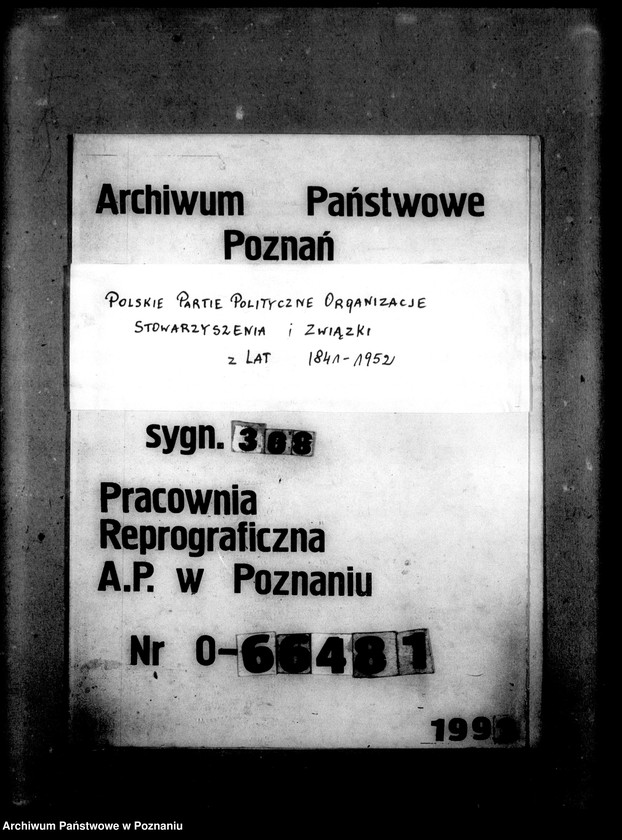 Archiwum Państwowe
Poznań
POLSKIE PARTIE POLITYCZNE ORGANIZACJE
STOWARZYSZENIA i ZWIĄZKI
z LAT 1841-1952
sygn. 368
Pracownia
Reprograficzna
A.P. w Poznaniu
Nr O-66481
Archiwum Państwowe w Poznaniu